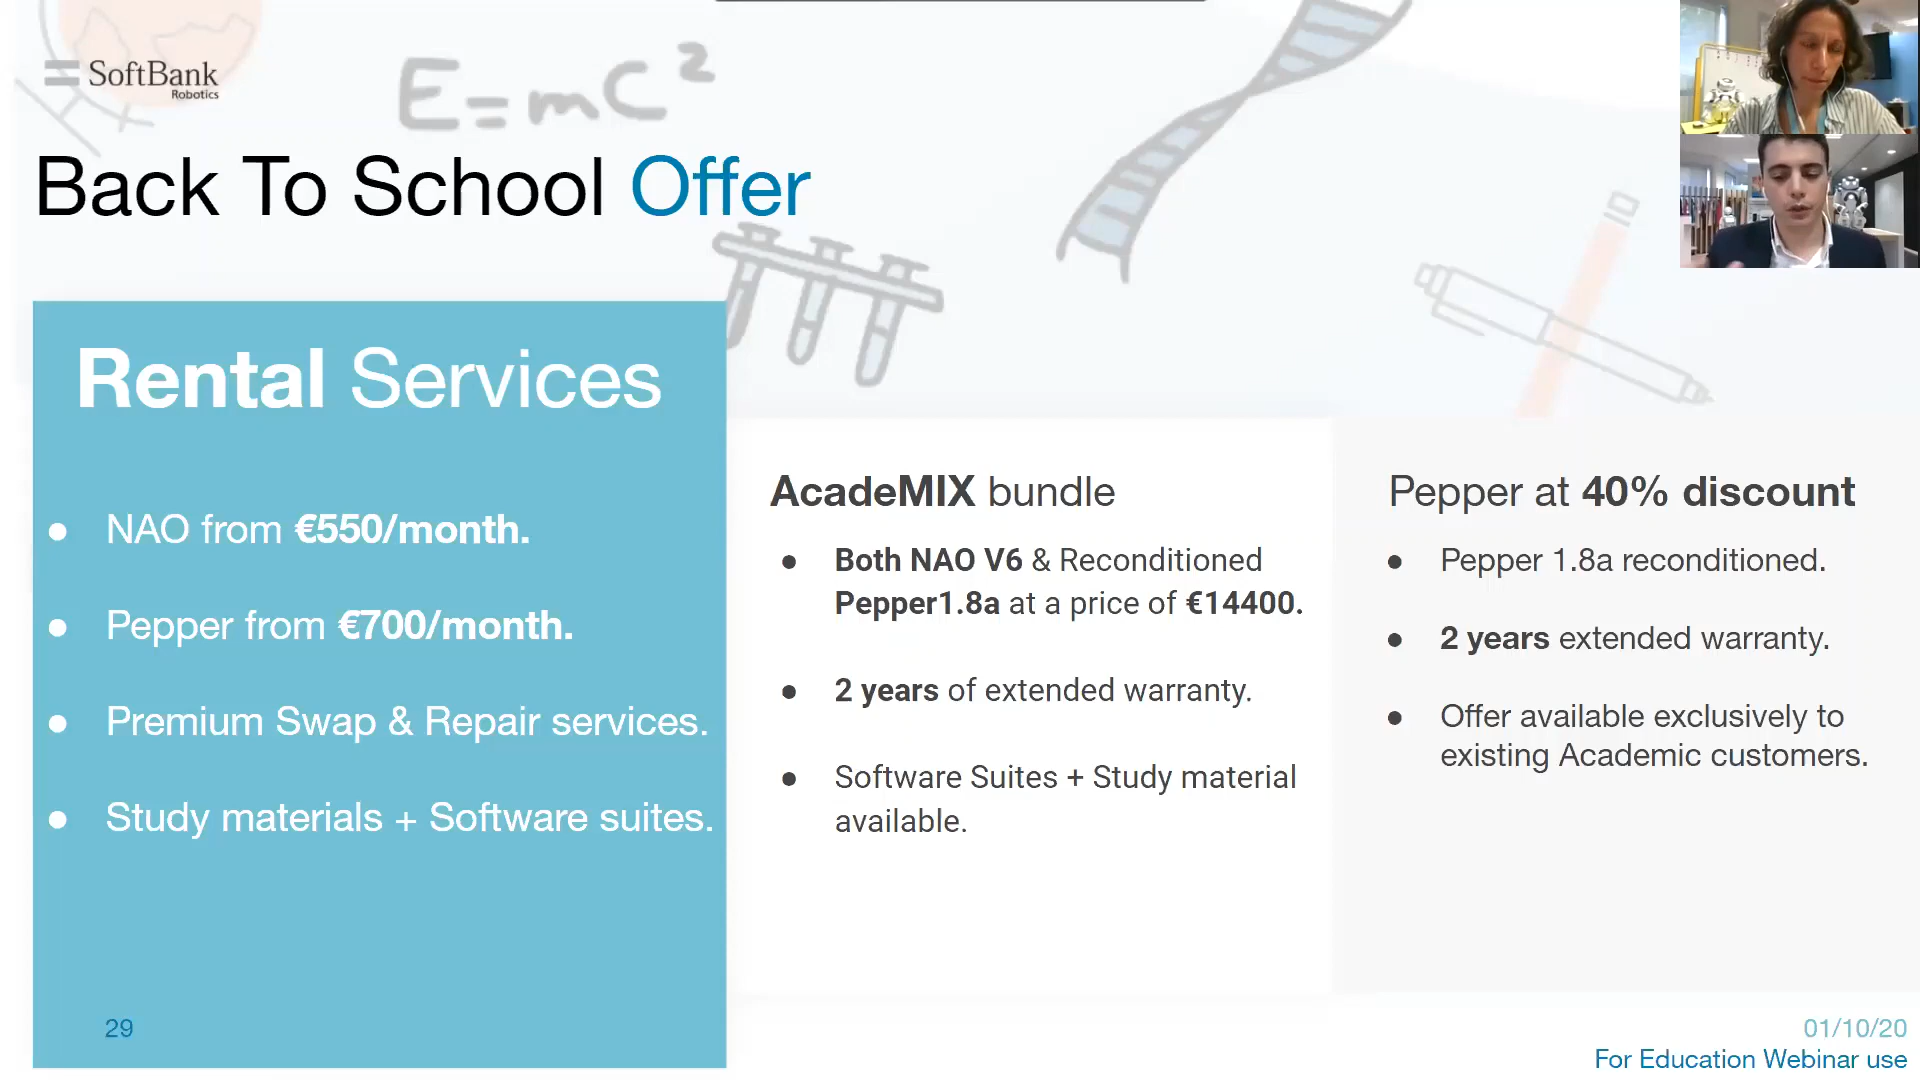 SoftBank
Robotics
E=mc²
Back To School Offer
Rental Services
● NAO from €550/month.
● Pepper from €700/month.
● Premium Swap & Repair services.
● Study materials + Software suites.
AcadeMIX bundle
● Both NAO V6 & Reconditioned
Pepper1.8a at a price of €14400.
● 2 years of extended warranty.
● Software Suites + Study material
available.
Pepper at 40% discount
● Pepper 1.8a reconditioned.
● 2 years extended warranty.
● Offer available exclusively to
existing Academic customers.
29
01/10/20
For Education Webinar use